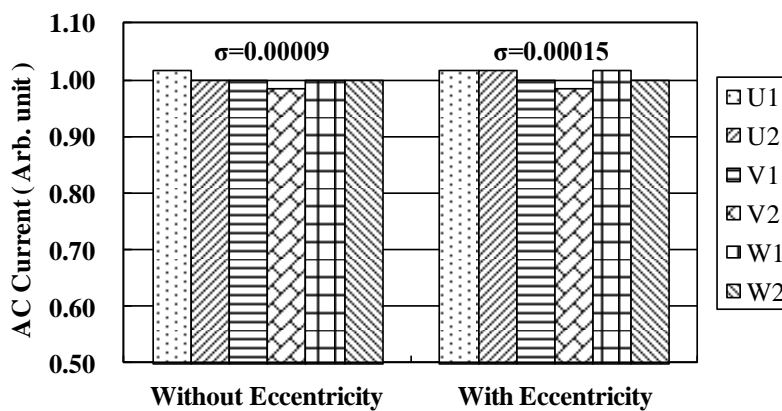 1.10
1.00
0.90
0.80
0.70
0.60
0.50
AC Current ( Arb. unit )
σ=0.00009
σ=0.00015
Without Eccentricity
With Eccentricity
U1
U2
V1
V2
W1
W2